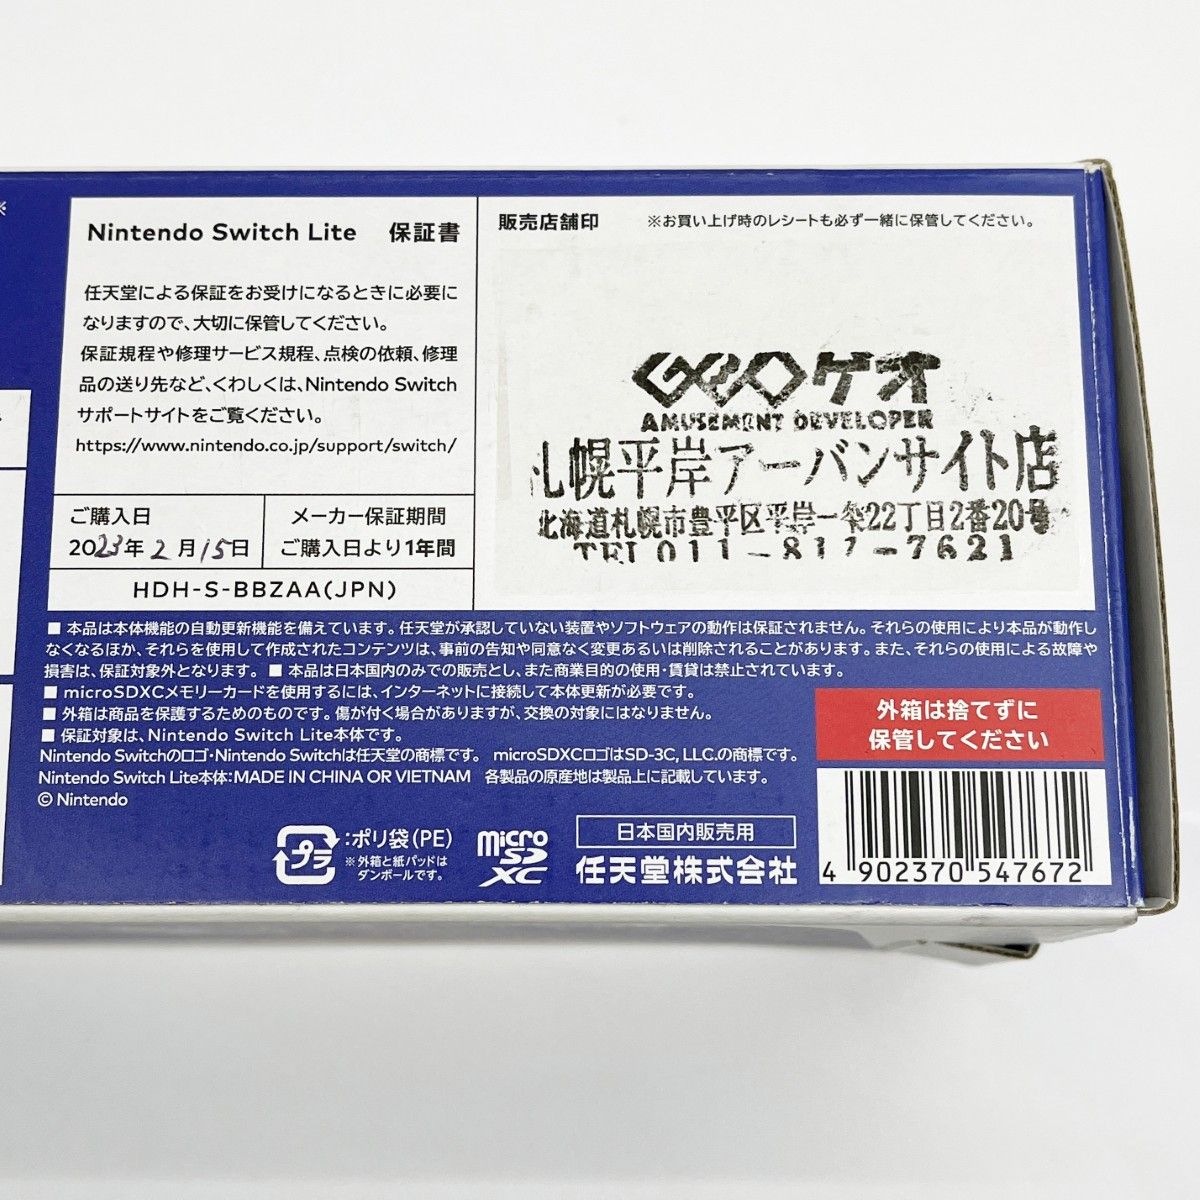 ※
Nintendo Switch Lite 保証書
任天堂による保証をお受けになるときに必要に
なりますので、大切に保管してください。
保証規程や修理サービス規程、点検の依頼、修理
品の送り先など、くわしくは、Nintendo Switch
サポートサイトをご覧ください。
https://www.nintendo.co.jp/support/switch/
ご購入日
2023年2月15日
メーカー保証期間
ご購入日より1年間
HDH-S-BBZAA(JPN)
販売店舗印 ※お買い上げ時のレシートも必ず一緒に保管してください。
GEOゲオ
AMUSEMENT DEVELOPER
札幌平岸アーバンサイト店
北海道札幌市豊平区平岸一条22丁目2番20号
TEL 011-817-7621
■ 本品は本体機能の自動更新機能を備えています。任天堂が承認していない装置やソフトウェアの動作は保証されません。それらの使用により本品が動作し
なくなるほか、それらを使用して作成されたコンテンツは、事前の告知や同意なく変更あるいは削除されることがあります。また、それらの使用による故障や
損害は、保証対象外となります。 ■ 本品は日本国内のみでの販売とし、また商業目的の使用・賃貸は禁止されています。
■ microSDXCメモリーカードを使用するには、インターネットに接続して本体更新が必要です。
■ 外箱は商品を保護するためのものです。傷が付く場合がありますが、交換の対象にはなりません。
■ 保証対象は、Nintendo Switch Lite本体です。
Nintendo Switchのロゴ・Nintendo Switchは任天堂の商標です。 microSDXCロゴはSD-3C, LLC.の商標です。
Nintendo Switch Lite本体：MADE IN CHINA OR VIETNAM 各製品の原産地は製品上に記載しています。
© Nintendo
外箱は捨てずに
保管してください
プラ
：ポリ袋(PE)
※外箱と紙パッドは
ダンボールです。
micro
SD
XC
日本国内販売用
任天堂株式会社
4 902370 547672